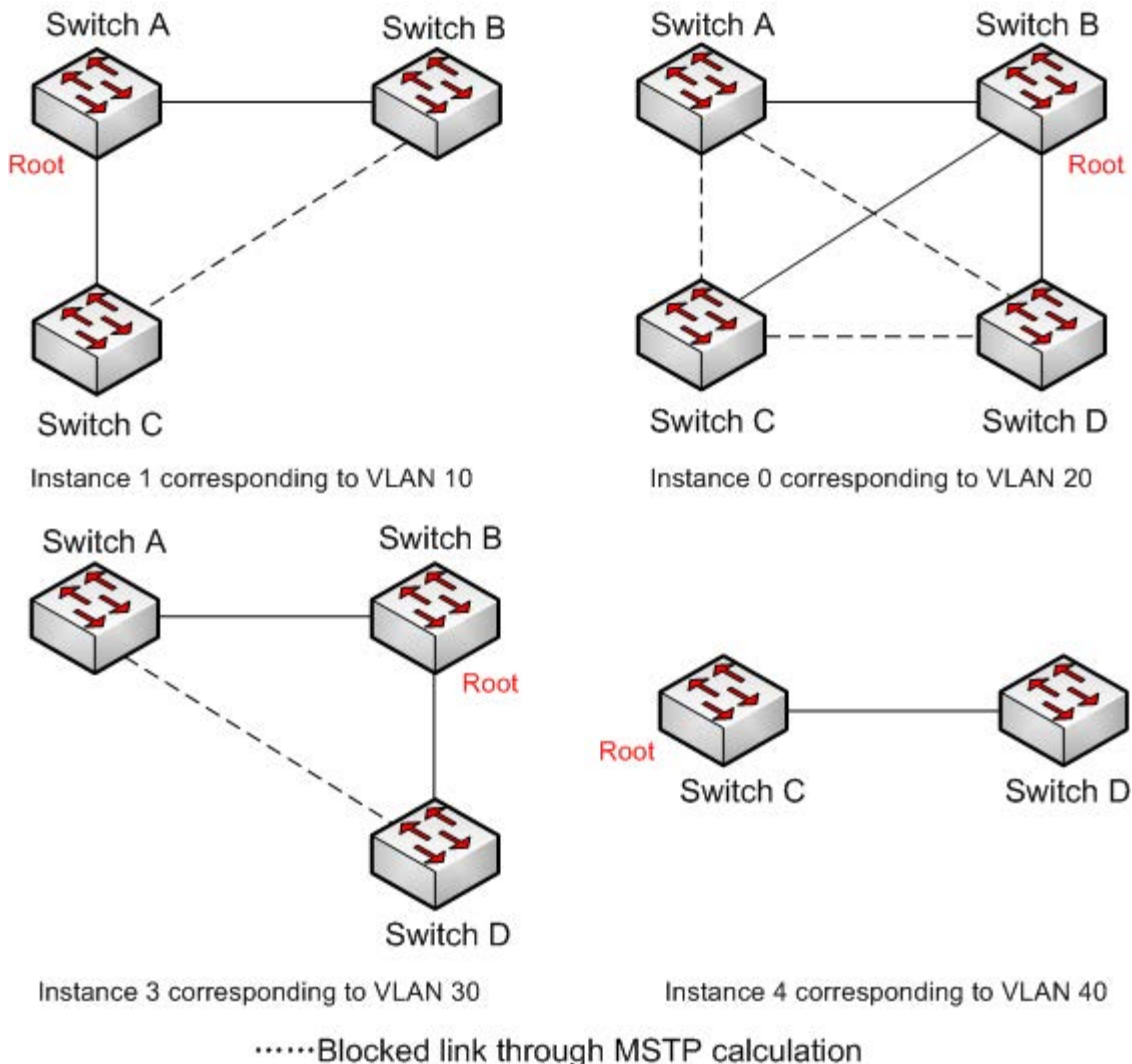 Switch A
Switch B
Root
Switch C
Instance 1 corresponding to VLAN 10
Switch A
Switch B
Root
Switch C
Switch D
Instance 0 corresponding to VLAN 20
Switch A
Switch B
Root
Switch D
Instance 3 corresponding to VLAN 30
Root
Switch C
Switch D
Instance 4 corresponding to VLAN 40
······Blocked link through MSTP calculation